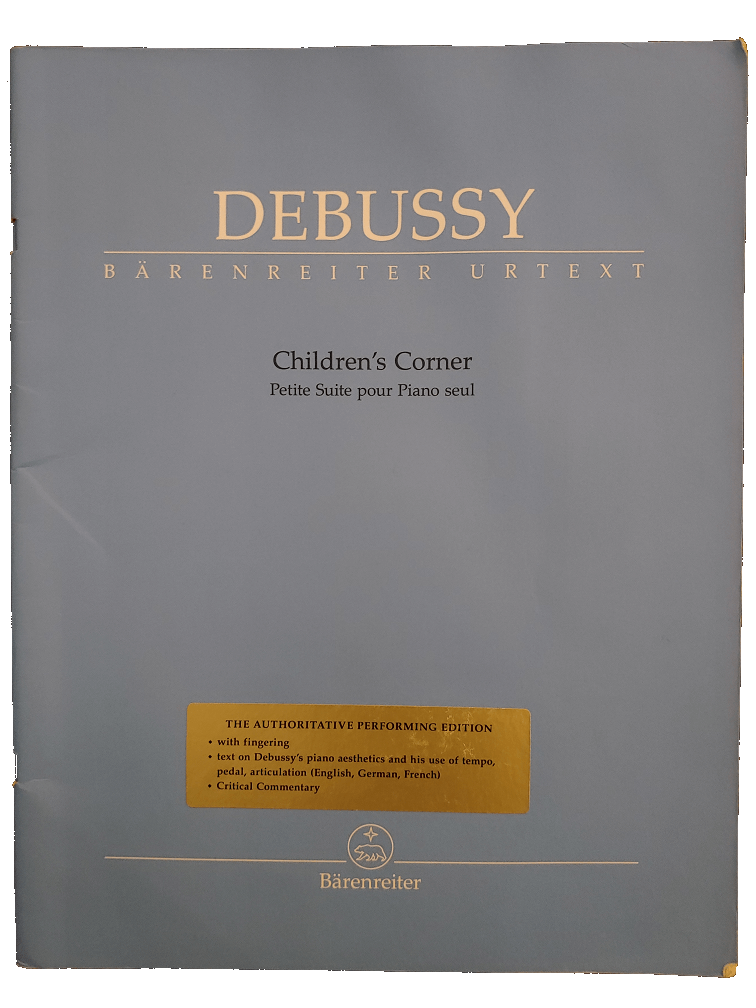 DEBUSSY
BÄRENREITER URTEXT
Children's Corner
Petite Suite pour Piano seul
THE AUTHORITATIVE PERFORMING EDITION
• with fingering
• text on Debussy's piano aesthetics and his use of tempo,
pedal, articulation (English, German, French)
• Critical Commentary
Bärenreiter